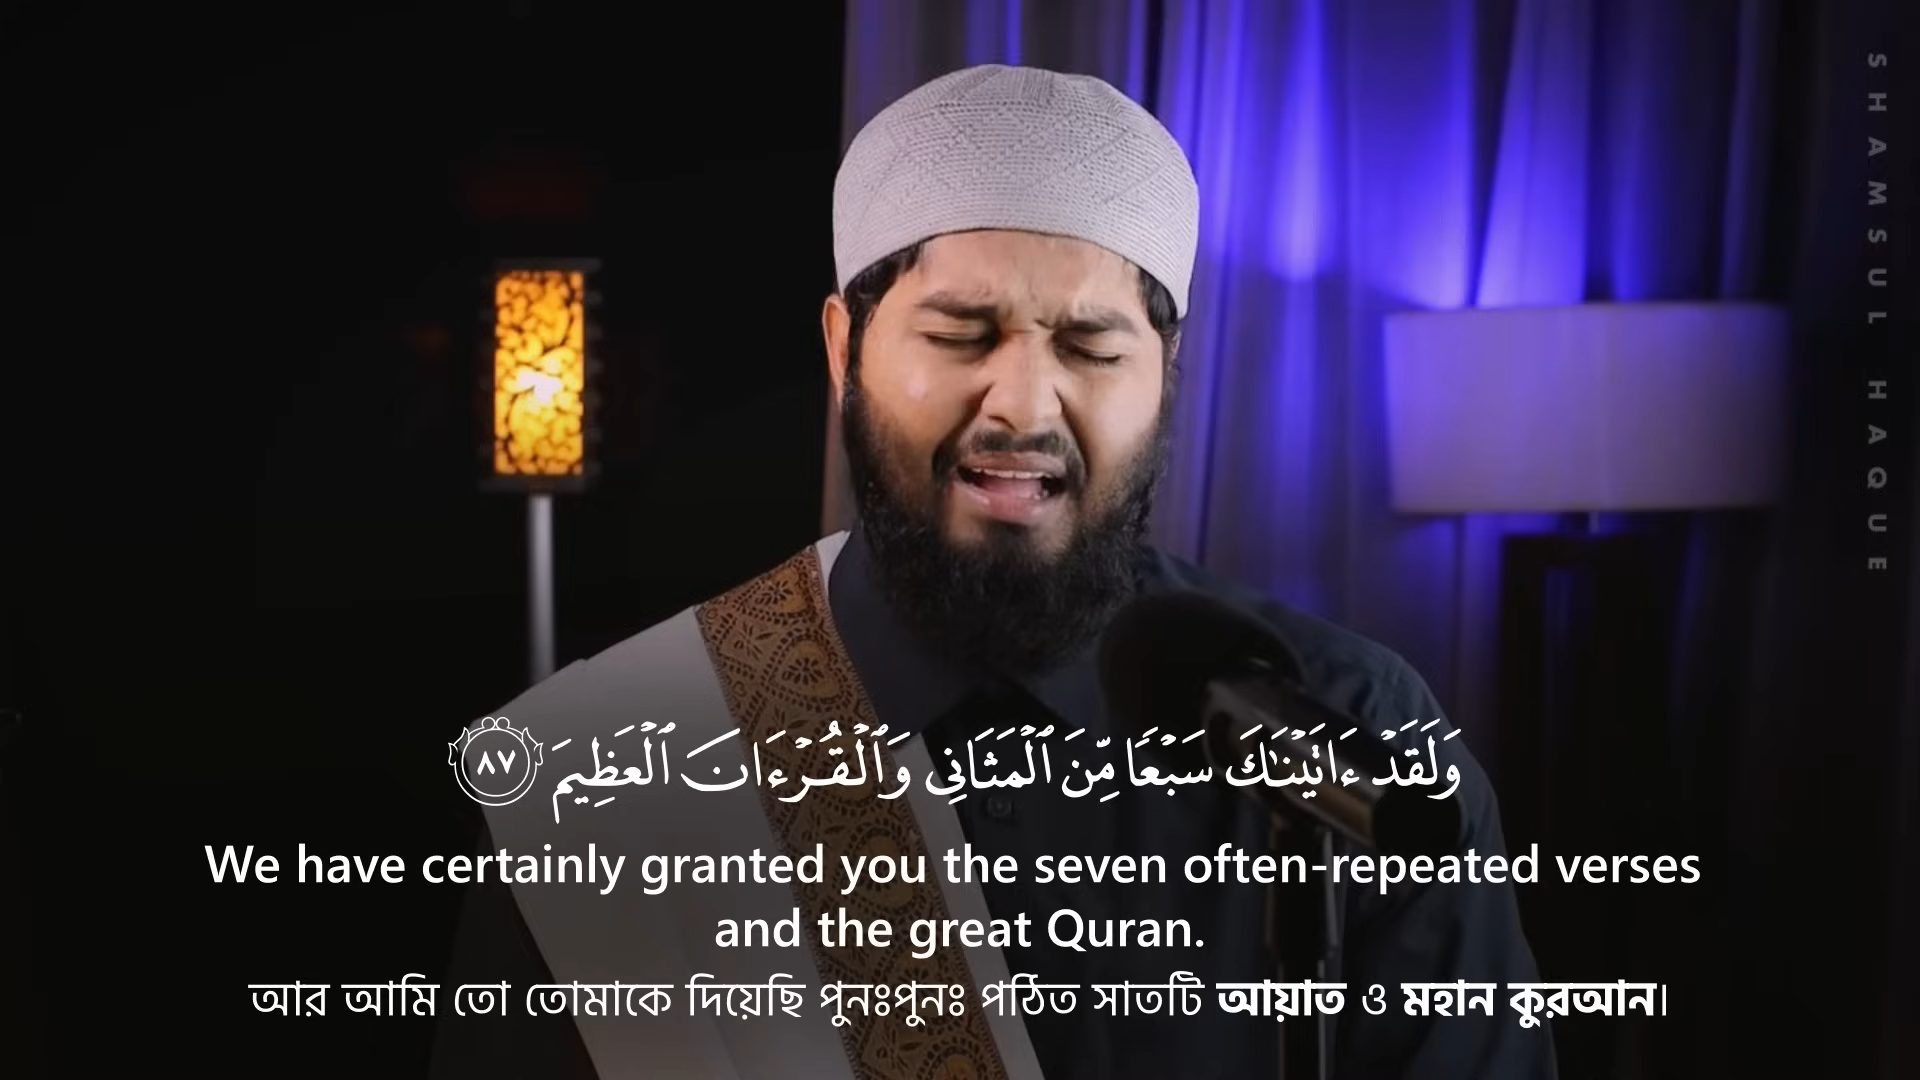 SHAMSUL HAQUE
وَلَقَدْ ءَاتَيْنَٰكَ سَبْعًا مِّنَ ٱلْمَثَانِى وَٱلْقُرْءَانَ ٱلْعَظِيمَ ٨٧
We have certainly granted you the seven often-repeated verses
and the great Quran.
আর আমি তো তোমাকে দিয়েছি পুনঃপুনঃ পঠিত সাতটি আয়াত ও মহান কুরআন।